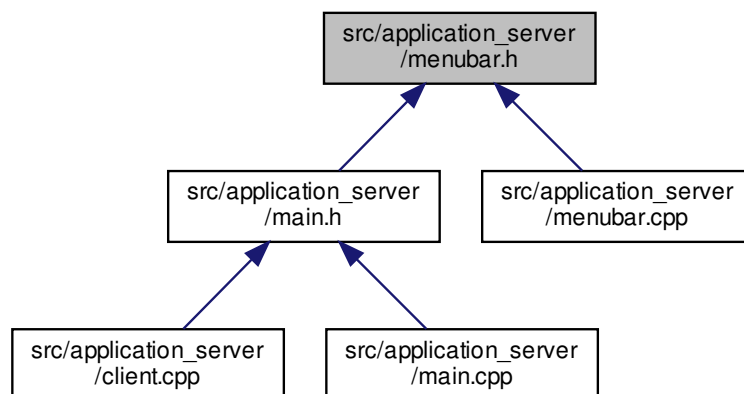 src/application_server
/menubar.h
src/application_server
/main.h
src/application_server
/menubar.cpp
src/application_server
/client.cpp
src/application_server
/main.cpp